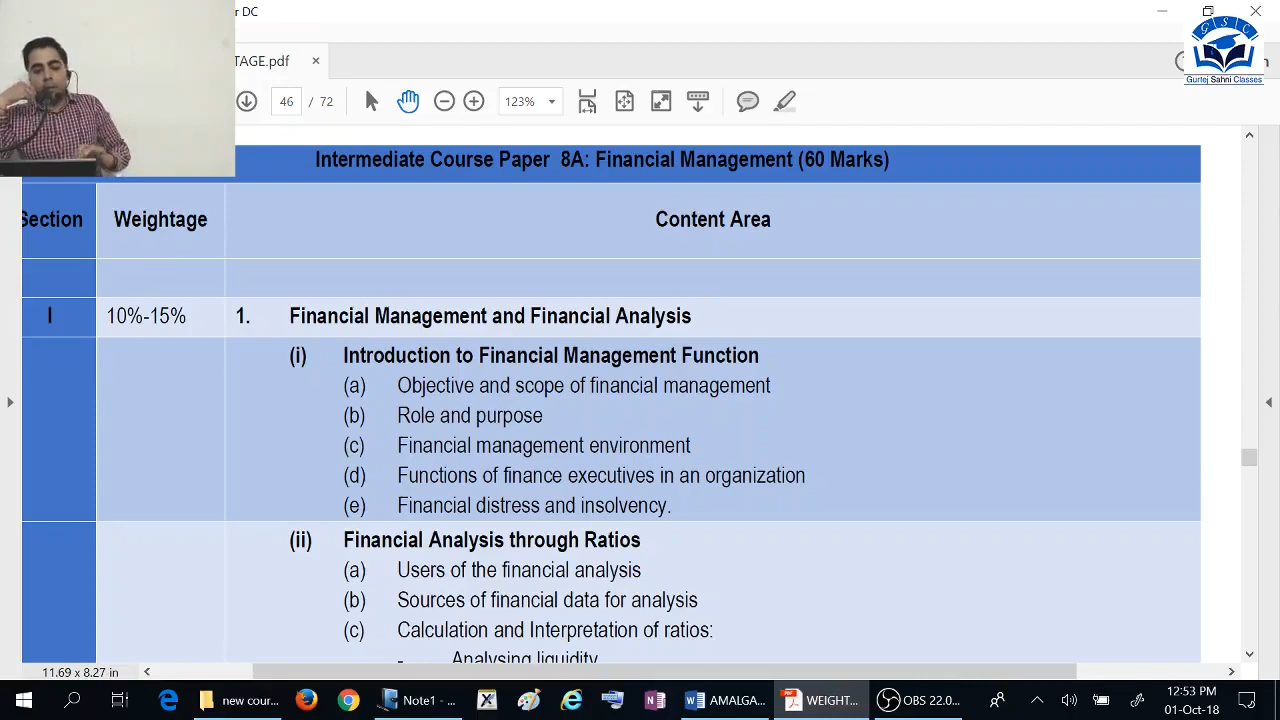 r DC
TAGE.pdf
46 / 72
123%
G S C
Gurtej Sahni Classes
Intermediate Course Paper 8A: Financial Management (60 Marks)
Section Weightage Content Area
I 10%-15% 1. Financial Management and Financial Analysis
(i) Introduction to Financial Management Function
(a) Objective and scope of financial management
(b) Role and purpose
(c) Financial management environment
(d) Functions of finance executives in an organization
(e) Financial distress and insolvency.
(ii) Financial Analysis through Ratios
(a) Users of the financial analysis
(b) Sources of financial data for analysis
(c) Calculation and Interpretation of ratios:
- Analysing liquidity
11.69 x 8.27 in
new cour...
Note1 - ...
AMALGA...
WEIGHT...
OBS 22.0...
12:53 PM
01-Oct-18